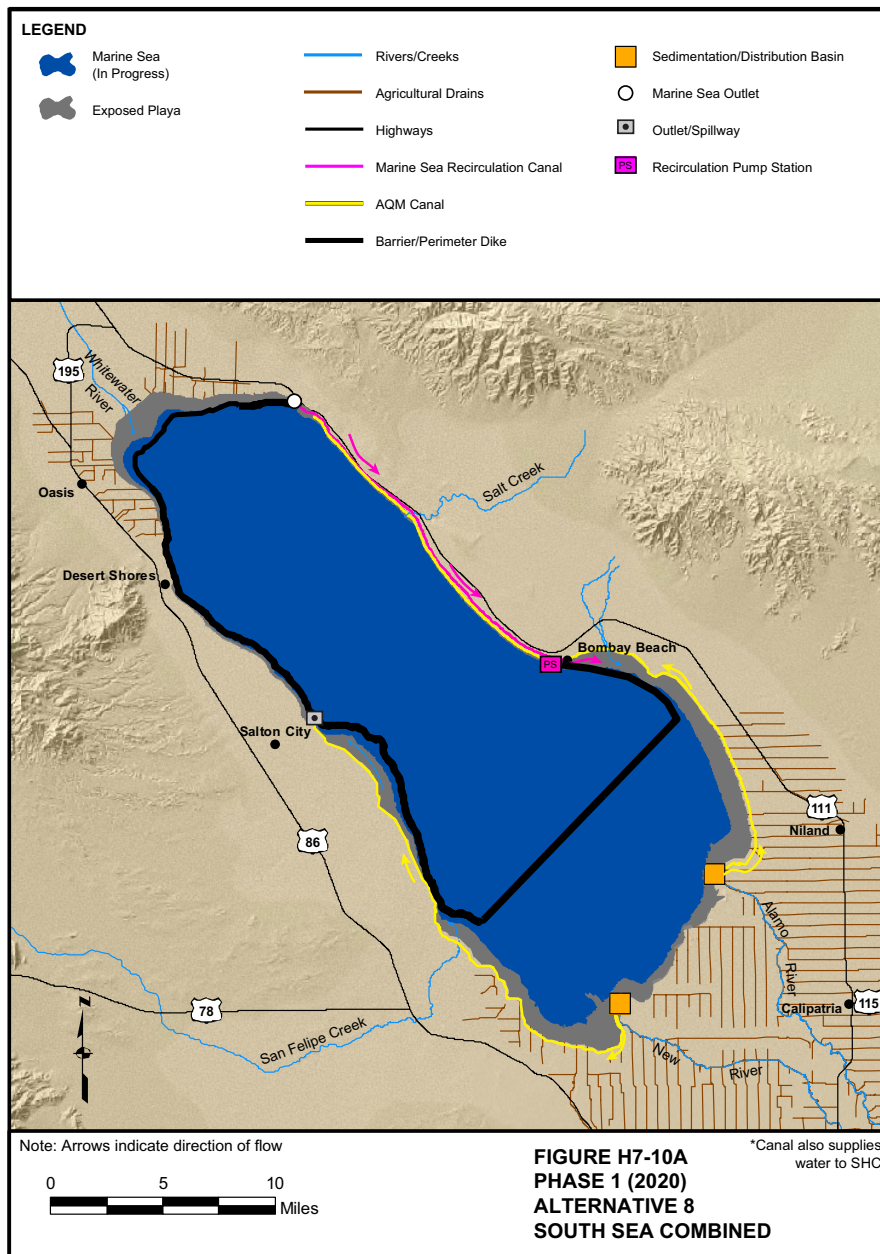 LEGEND
Marine Sea
(In Progress)
Exposed Playa
Rivers/Creeks
Agricultural Drains
Highways
Marine Sea Recirculation Canal
AQM Canal
Barrier/Perimeter Dike
Sedimentation/Distribution Basin
Marine Sea Outlet
Outlet/Spillway
PS
Recirculation Pump Station
195
Whitewater
River
Oasis
Salt Creek
Desert Shores
Bombay Beach
PS
Salton City
111
Niland
86
Alamo
River
115
Calipatria
78
San Felipe Creek
New
River
N
Note: Arrows indicate direction of flow
0 5 10
Miles
FIGURE H7-10A
PHASE 1 (2020)
ALTERNATIVE 8
SOUTH SEA COMBINED
*Canal also supplies
water to SHC